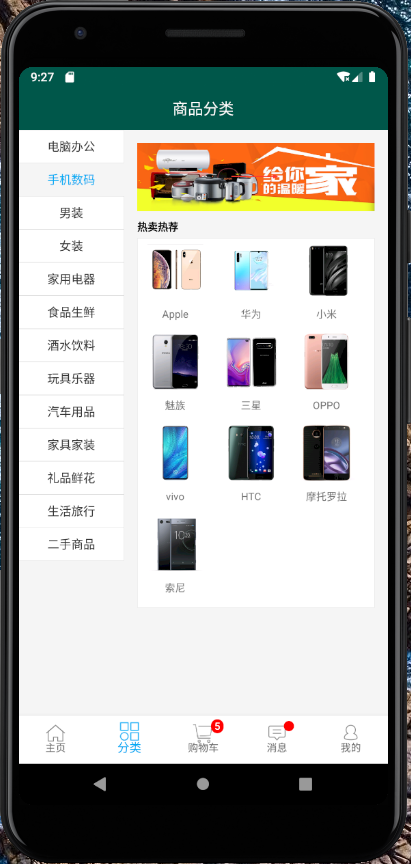 9:27
商品分类
电脑办公
手机数码
男装
女装
家用电器
食品生鲜
酒水饮料
玩具乐器
汽车用品
家具家装
礼品鲜花
生活旅行
二手商品
给你
的温暖
家
热卖热荐
Apple
华为
小米
魅族
三星
OPPO
vivo
HTC
摩托罗拉
索尼
主页
分类
5
购物车
消息
我的